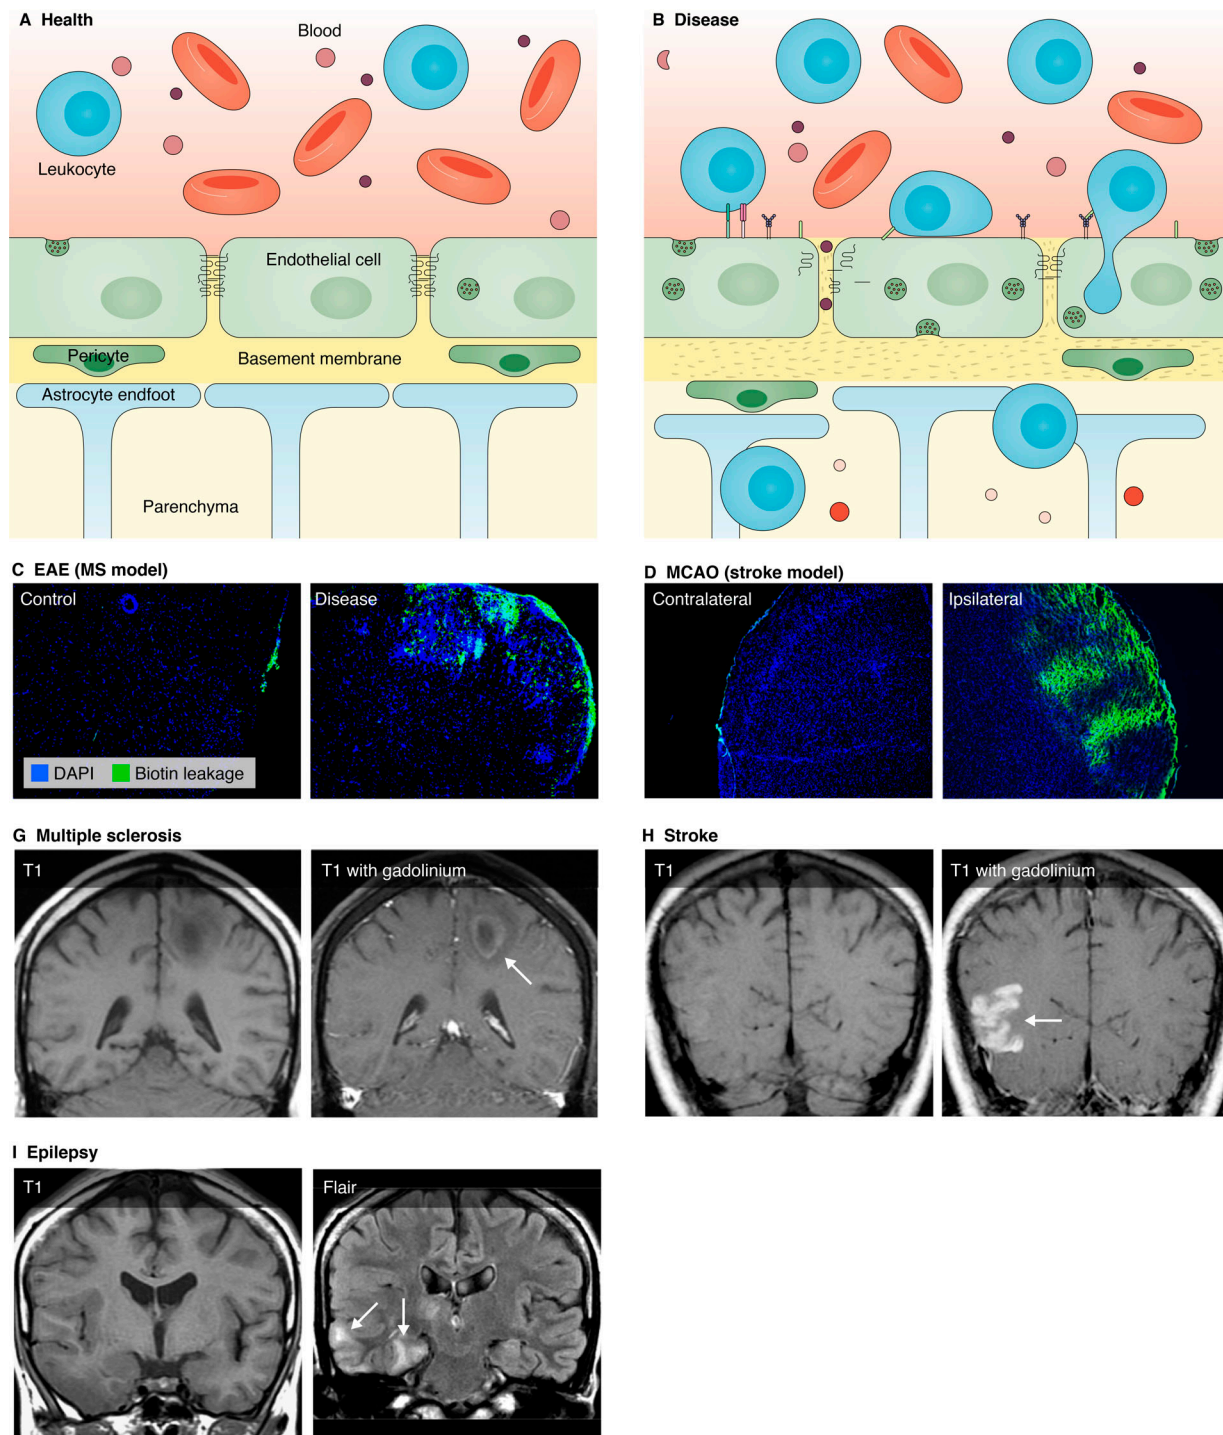 A Health
Blood
Leukocyte
Endothelial cell
Pericyte
Basement membrane
Astrocyte endfoot
Parenchyma
B Disease
C EAE (MS model)
Control
Disease
DAPI
Biotin leakage
D MCAO (stroke model)
Contralateral
Ipsilateral
G Multiple sclerosis
T1
T1 with gadolinium
H Stroke
T1
T1 with gadolinium
I Epilepsy
T1
Flair